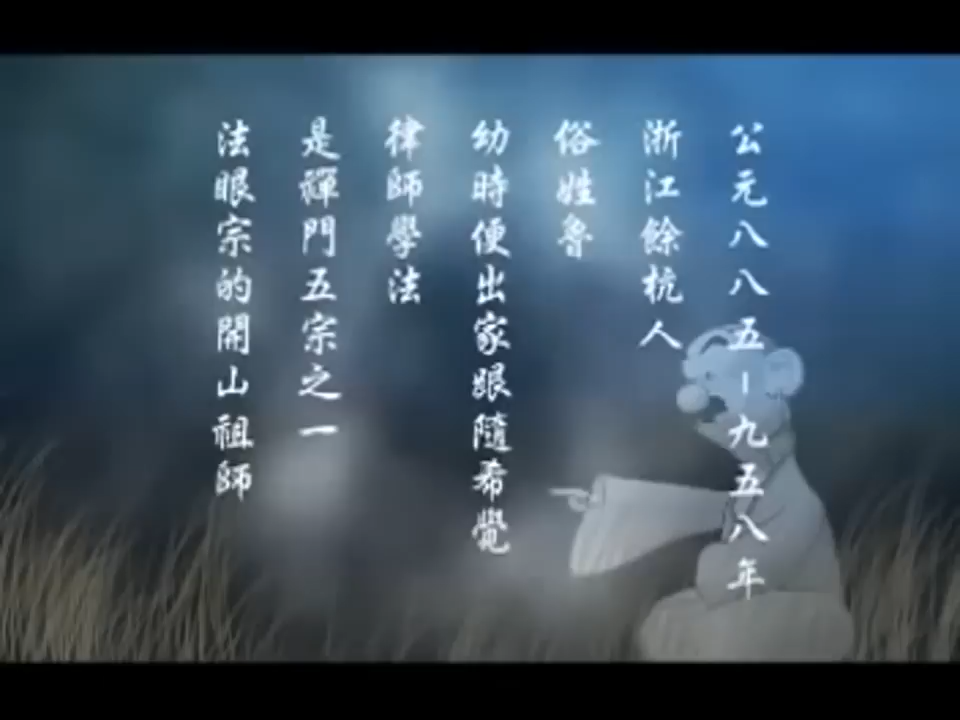 公元八八五－九五八年
浙江餘杭人
俗姓魯
幼時便出家跟隨希覺
律師學法
是禪門五宗之一
法眼宗的開山祖師